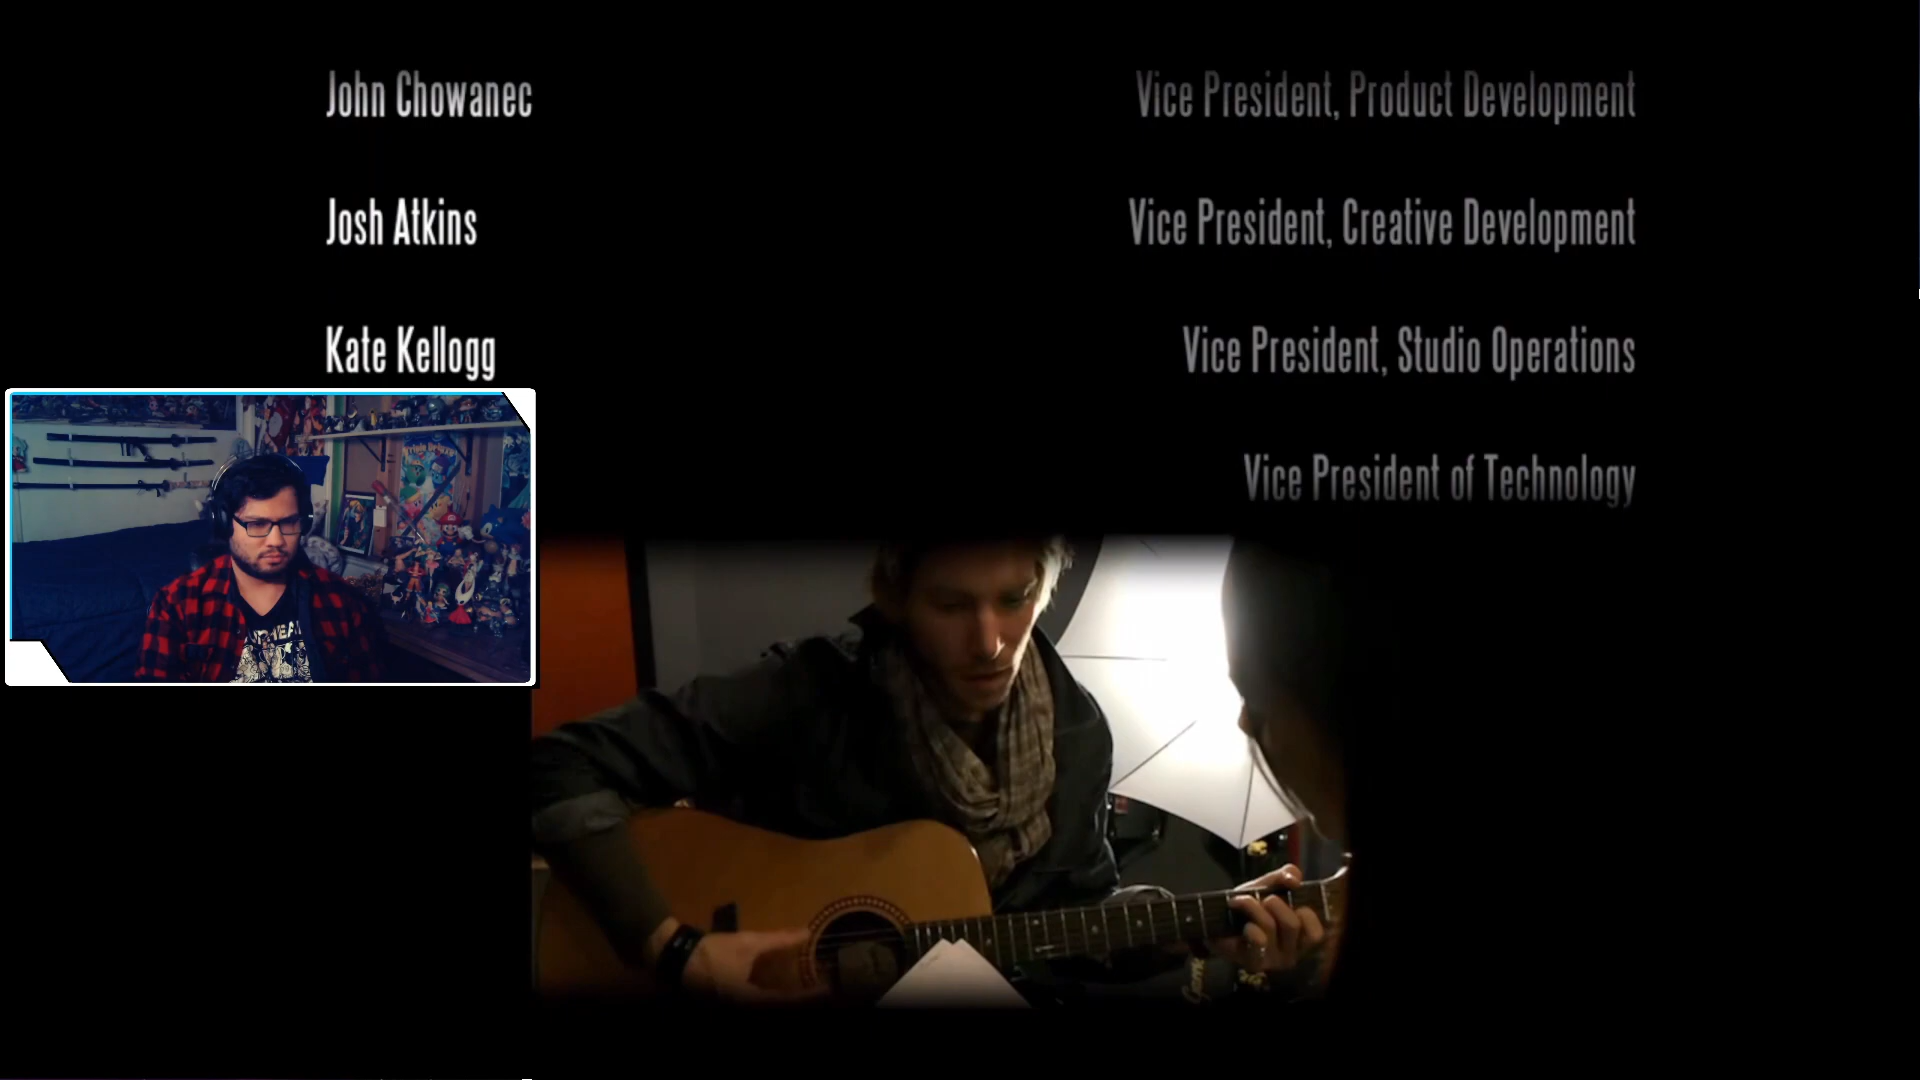 John Chowanec Vice President, Product Development
Josh Atkins Vice President, Creative Development
Kate Kellogg Vice President, Studio Operations
Vice President of Technology